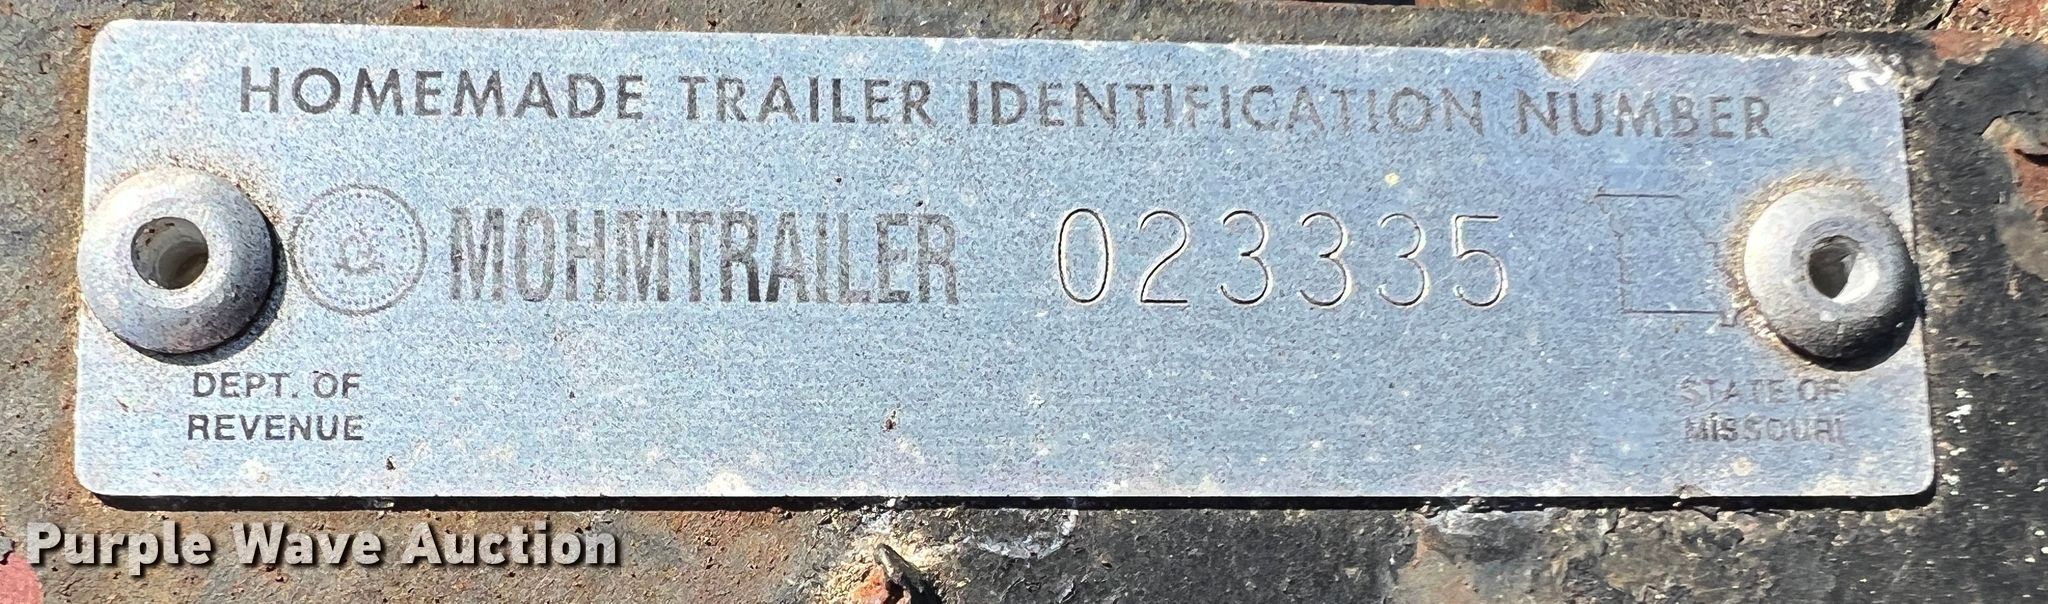 HOMEMADE TRAILER IDENTIFICATION NUMBER
MOHMTRAILER 023335
DEPT. OF
REVENUE
STATE OF
MISSOURI
Purple Wave Auction